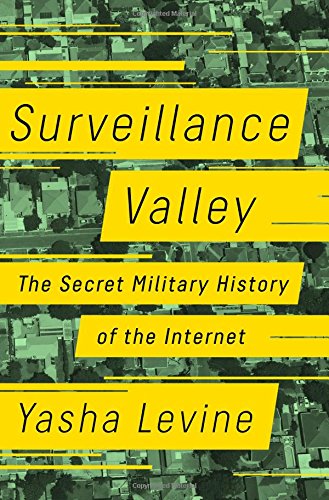 Surveillance
Valley
The Secret Military History
of the Internet
Yasha Levine